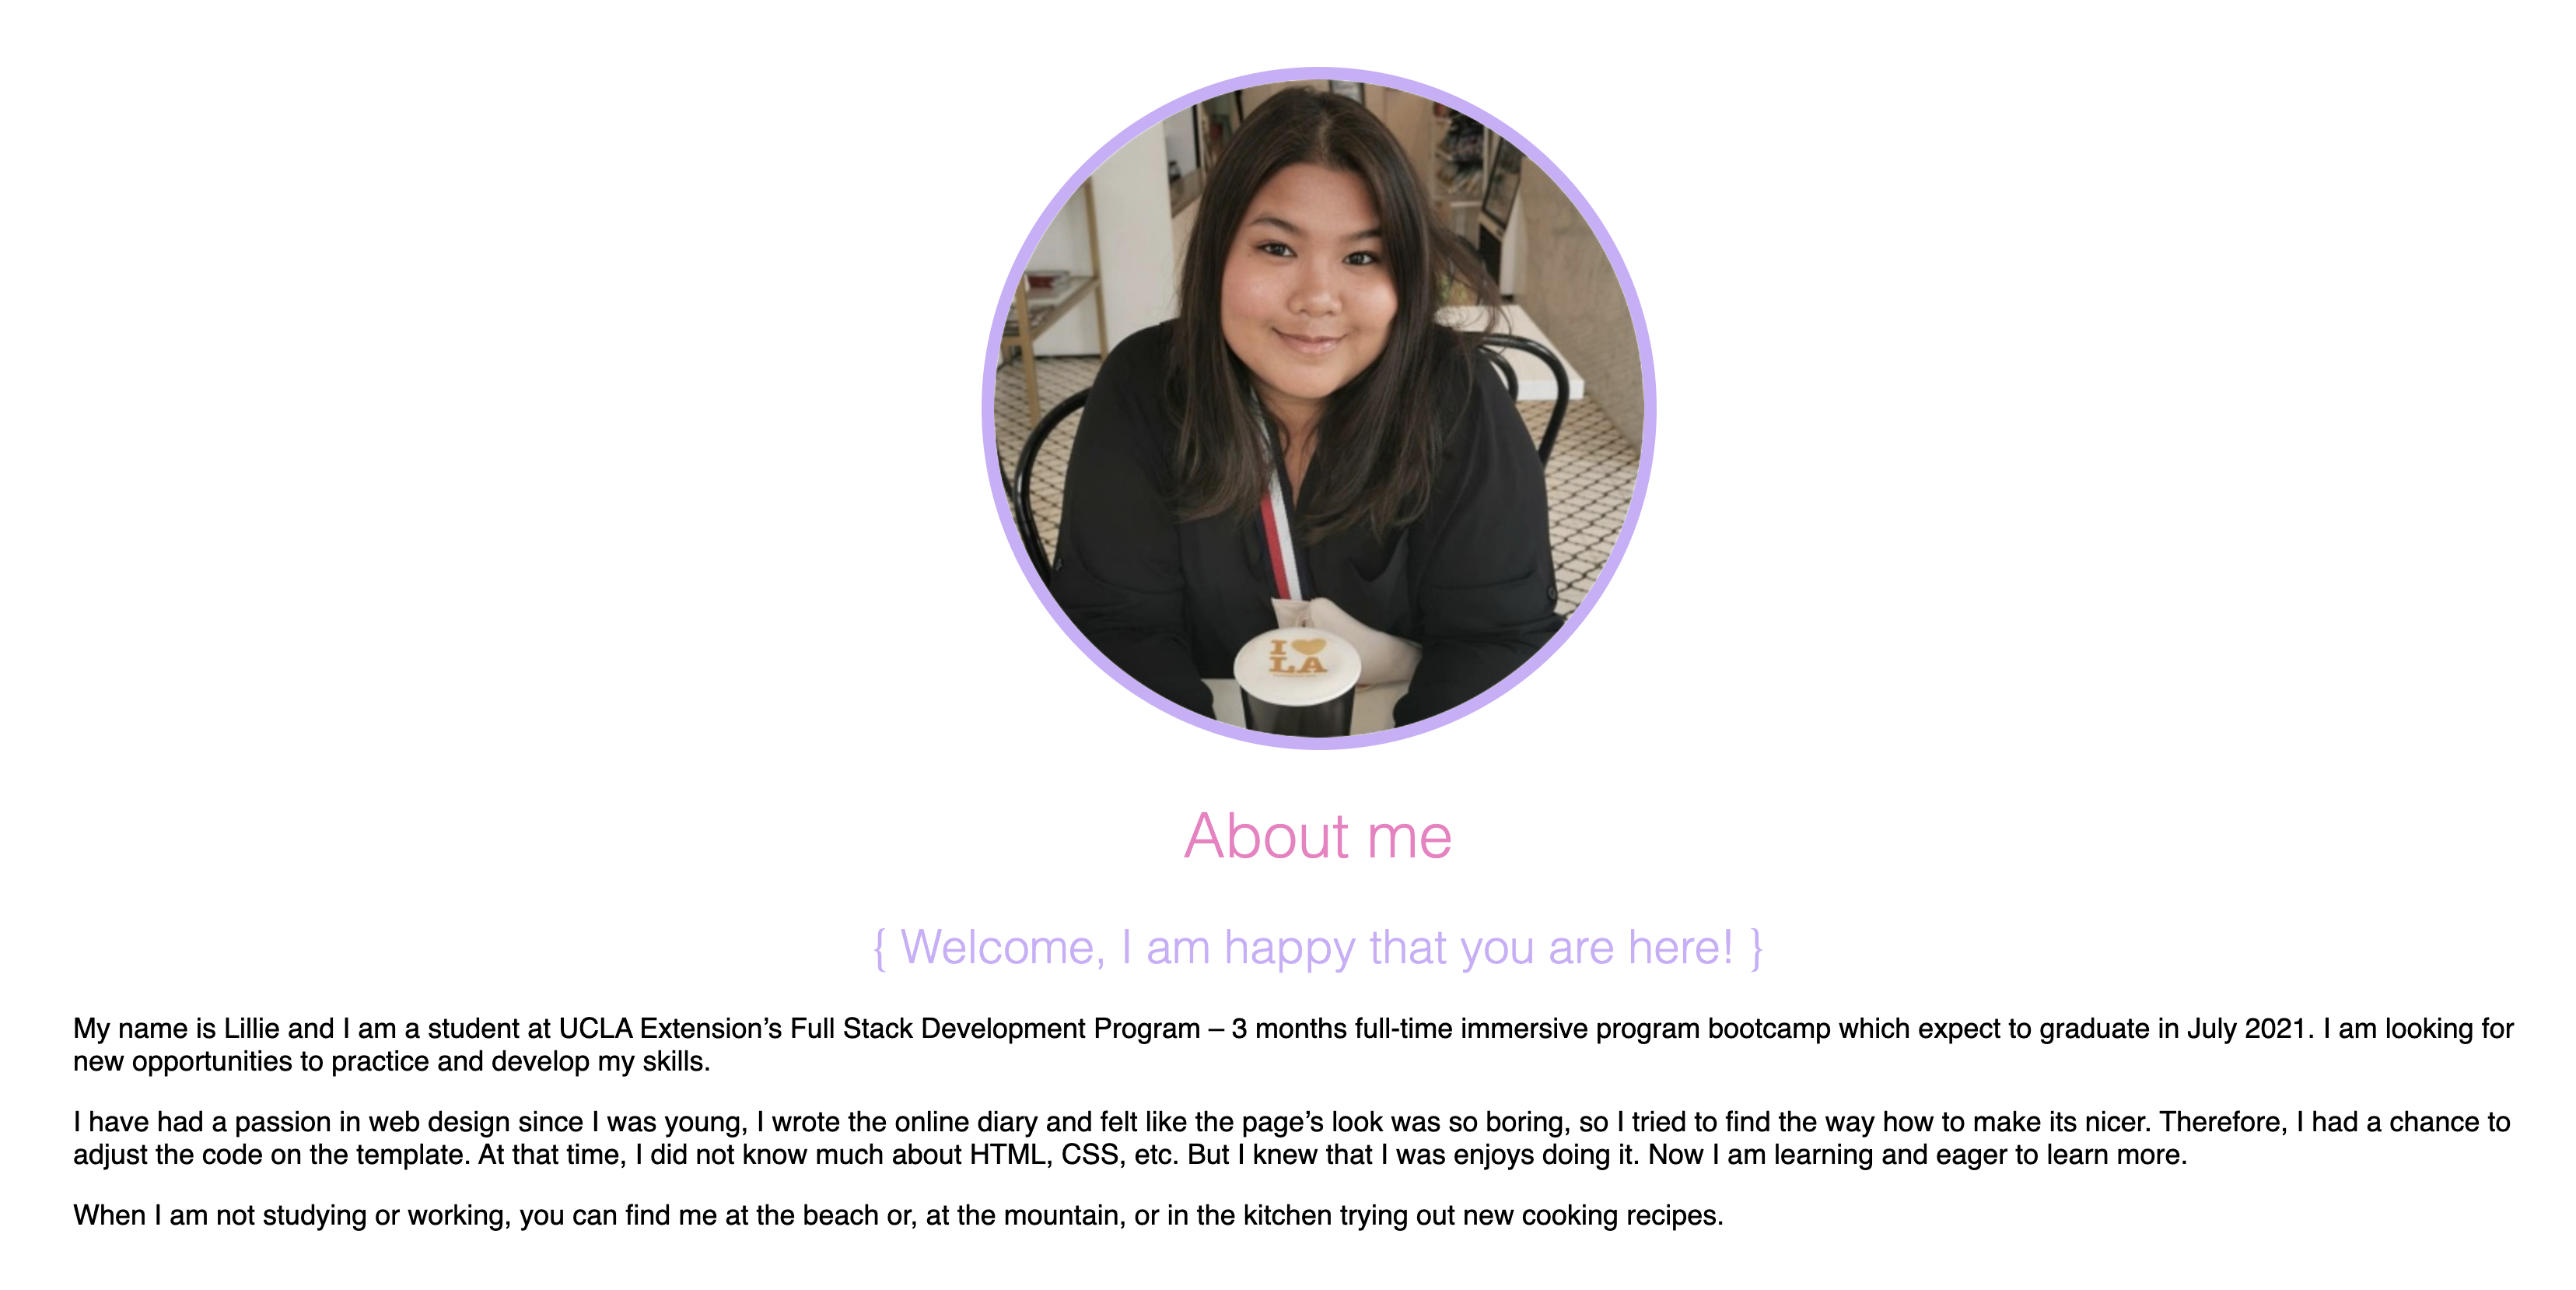 I ♥
LA
About me
{ Welcome, I am happy that you are here! }
My name is Lillie and I am a student at UCLA Extension’s Full Stack Development Program – 3 months full-time immersive program bootcamp which expect to graduate in July 2021. I am looking for
new opportunities to practice and develop my skills.
I have had a passion in web design since I was young, I wrote the online diary and felt like the page’s look was so boring, so I tried to find the way how to make its nicer. Therefore, I had a chance to
adjust the code on the template. At that time, I did not know much about HTML, CSS, etc. But I knew that I was enjoys doing it. Now I am learning and eager to learn more.
When I am not studying or working, you can find me at the beach or, at the mountain, or in the kitchen trying out new cooking recipes.